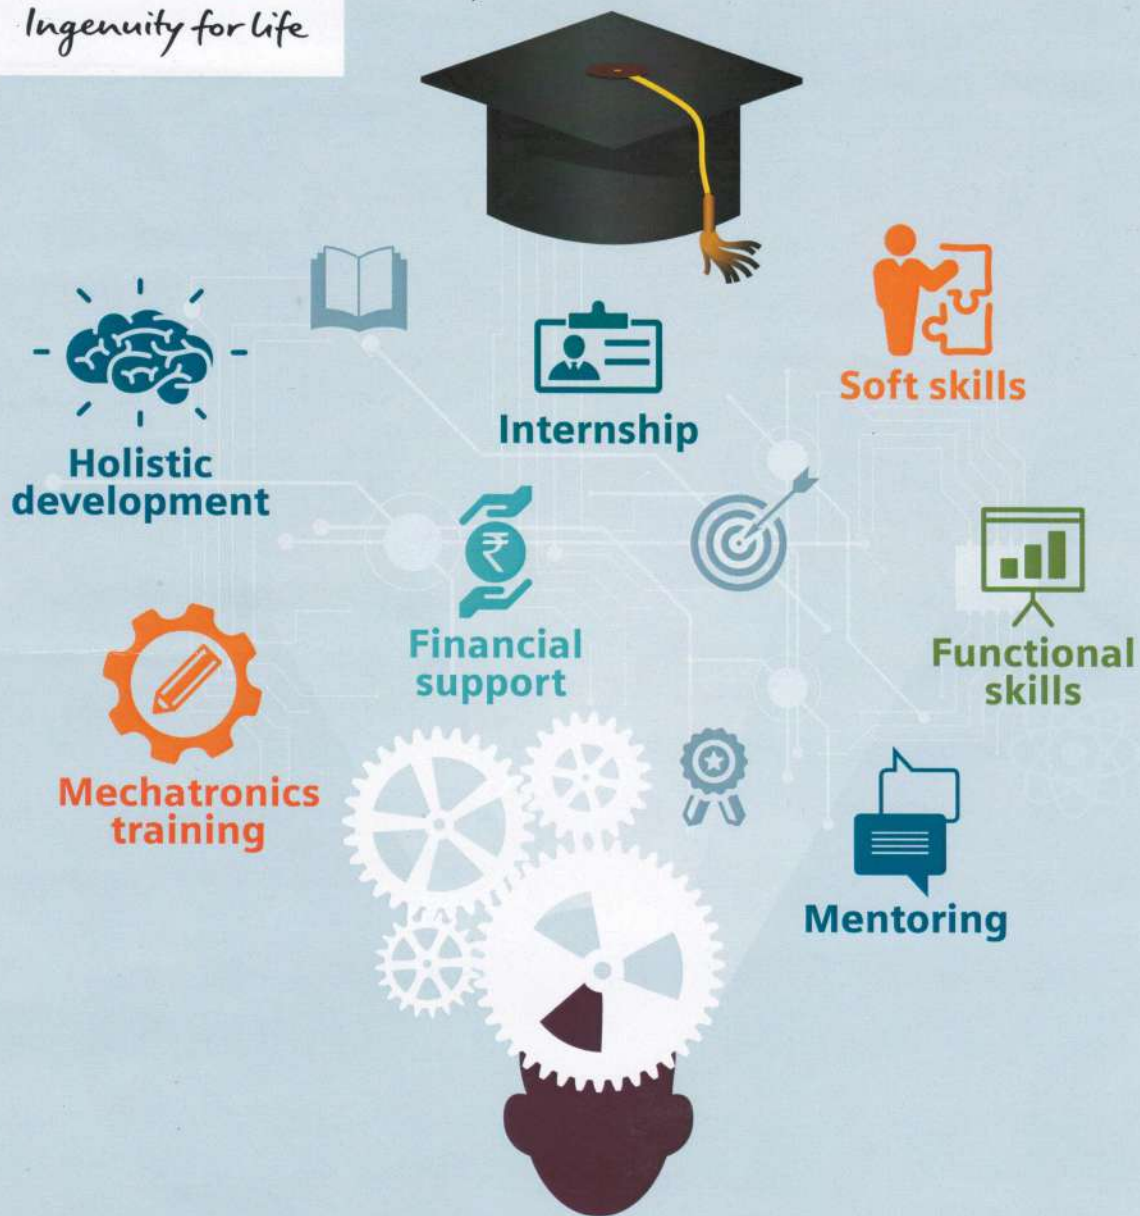 Ingenuity for life
Soft skills
Internship
Holistic
development
₹
Financial
support
Functional
skills
Mechatronics
training
Mentoring